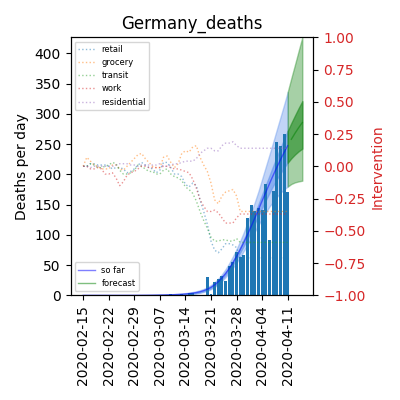 Germany_deaths
retail
grocery
transit
work
residential
so far
forecast
Deaths per day
400
350
300
250
200
150
100
50
0
Intervention
1.00
0.75
0.50
0.25
0.00
−0.25
−0.50
−0.75
−1.00
2020-02-15
2020-02-22
2020-02-29
2020-03-07
2020-03-14
2020-03-21
2020-03-28
2020-04-04
2020-04-11